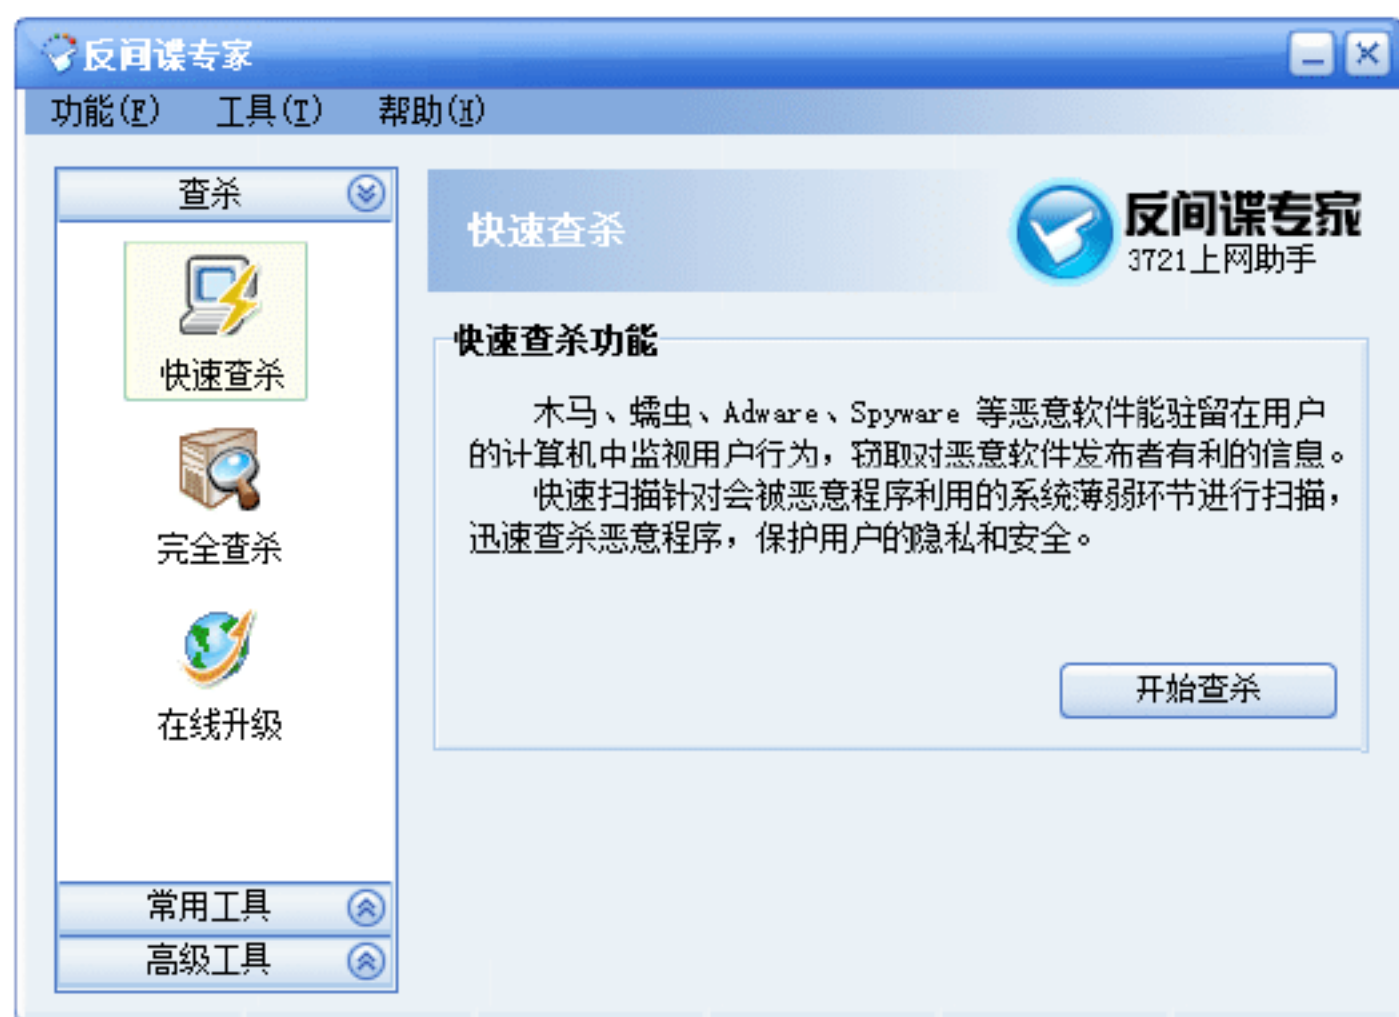 反间谍专家
功能(F) 工具(T) 帮助(H)
查杀
快速查杀
完全查杀
在线升级
常用工具
高级工具
快速查杀
反间谍专家
3721上网助手
快速查杀功能
木马、蠕虫、Adware、Spyware 等恶意软件能驻留在用户
的计算机中监视用户行为，窃取对恶意软件发布者有利的信息。
快速扫描针对会被恶意程序利用的系统薄弱环节进行扫描，
迅速查杀恶意程序，保护用户的隐私和安全。
开始查杀